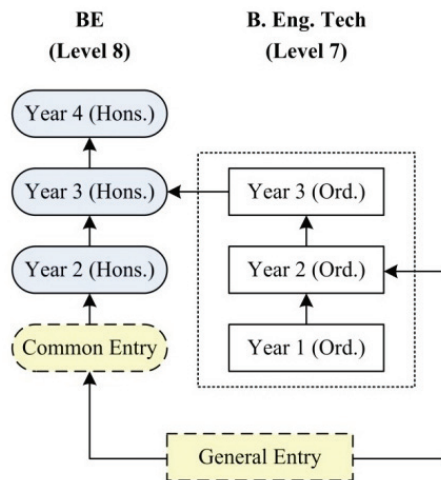 BE
(Level 8)
B. Eng. Tech
(Level 7)
Year 4 (Hons.)
Year 3 (Hons.)
Year 3 (Ord.)
Year 2 (Hons.)
Year 2 (Ord.)
Common Entry
Year 1 (Ord.)
General Entry